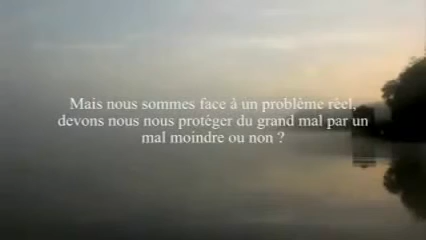 Mais nous sommes face à un problème réel,
devons nous nous protéger du grand mal par un
mal moindre ou non ?